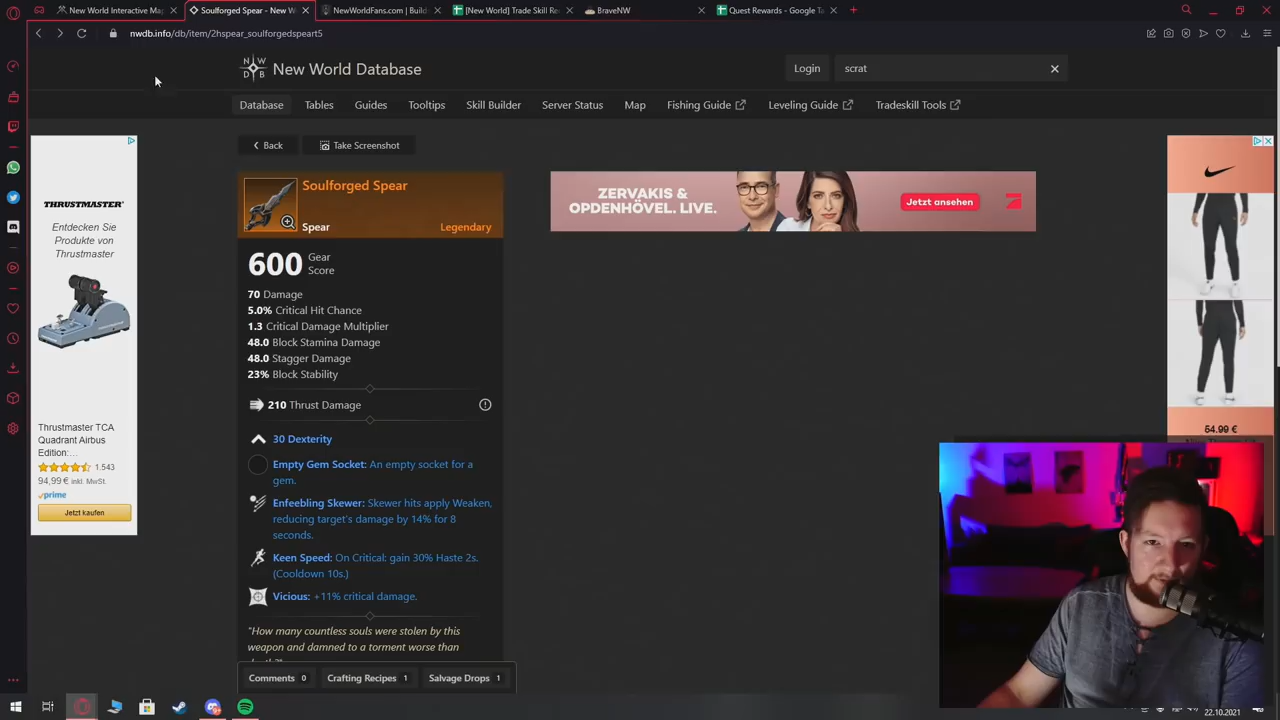 New World Interactive Map
Soulforged Spear - New W
NewWorldFans.com | Builds
[New World] Trade Skill Re
BraveNW
Quest Rewards - Google Ta
nwdb.info/db/item/2hspear_soulforgedspeart5
NW
DB
New World Database
Login
scrat
Database
Tables
Guides
Tooltips
Skill Builder
Server Status
Map
Fishing Guide
Leveling Guide
Tradeskill Tools
Back
Take Screenshot
THRUSTMASTER®
Entdecken Sie
Produkte von
Thrustmaster
Thrustmaster TCA
Quadrant Airbus
Edition:...
1.543
94,99 € inkl. MwSt.
prime
Jetzt kaufen
Soulforged Spear
Spear
Legendary
600 Gear
Score
70 Damage
5.0% Critical Hit Chance
1.3 Critical Damage Multiplier
48.0 Block Stamina Damage
48.0 Stagger Damage
23% Block Stability
210 Thrust Damage
30 Dexterity
Empty Gem Socket: An empty socket for a
gem.
Enfeebling Skewer: Skewer hits apply Weaken,
reducing target's damage by 14% for 8
seconds.
Keen Speed: On Critical: gain 30% Haste 2s.
(Cooldown 10s.)
Vicious: +11% critical damage.
"How many countless souls were stolen by this
weapon and damned to a torment worse than
Comments 0
Crafting Recipes 1
Salvage Drops 1
ZERVAKIS &
OPDENHÖVEL. LIVE.
Jetzt ansehen
54.99 €
22.10.2021